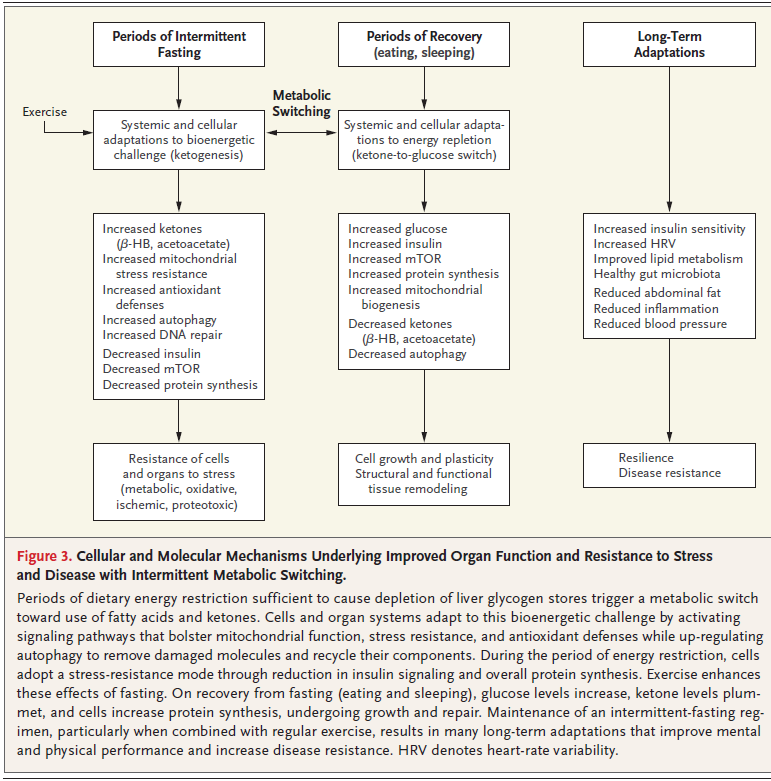 Periods of Intermittent
Fasting
Periods of Recovery
(eating, sleeping)
Long-Term
Adaptations
Exercise
Metabolic
Switching
Systemic and cellular
adaptations to bioenergetic
challenge (ketogenesis)
Systemic and cellular adapta-
tions to energy repletion
(ketone-to-glucose switch)
Increased ketones
(β-HB, acetoacetate)
Increased mitochondrial
stress resistance
Increased antioxidant
defenses
Increased autophagy
Increased DNA repair
Decreased insulin
Decreased mTOR
Decreased protein synthesis
Increased glucose
Increased insulin
Increased mTOR
Increased protein synthesis
Increased mitochondrial
biogenesis
Decreased ketones
(β-HB, acetoacetate)
Decreased autophagy
Increased insulin sensitivity
Increased HRV
Improved lipid metabolism
Healthy gut microbiota
Reduced abdominal fat
Reduced inflammation
Reduced blood pressure
Resistance of cells
and organs to stress
(metabolic, oxidative,
ischemic, proteotoxic)
Cell growth and plasticity
Structural and functional
tissue remodeling
Resilience
Disease resistance
Figure 3. Cellular and Molecular Mechanisms Underlying Improved Organ Function and Resistance to Stress
and Disease with Intermittent Metabolic Switching.
Periods of dietary energy restriction sufficient to cause depletion of liver glycogen stores trigger a metabolic switch
toward use of fatty acids and ketones. Cells and organ systems adapt to this bioenergetic challenge by activating
signaling pathways that bolster mitochondrial function, stress resistance, and antioxidant defenses while up-regulating
autophagy to remove damaged molecules and recycle their components. During the period of energy restriction, cells
adopt a stress-resistance mode through reduction in insulin signaling and overall protein synthesis. Exercise enhances
these effects of fasting. On recovery from fasting (eating and sleeping), glucose levels increase, ketone levels plum-
met, and cells increase protein synthesis, undergoing growth and repair. Maintenance of an intermittent-fasting reg-
imen, particularly when combined with regular exercise, results in many long-term adaptations that improve mental
and physical performance and increase disease resistance. HRV denotes heart-rate variability.